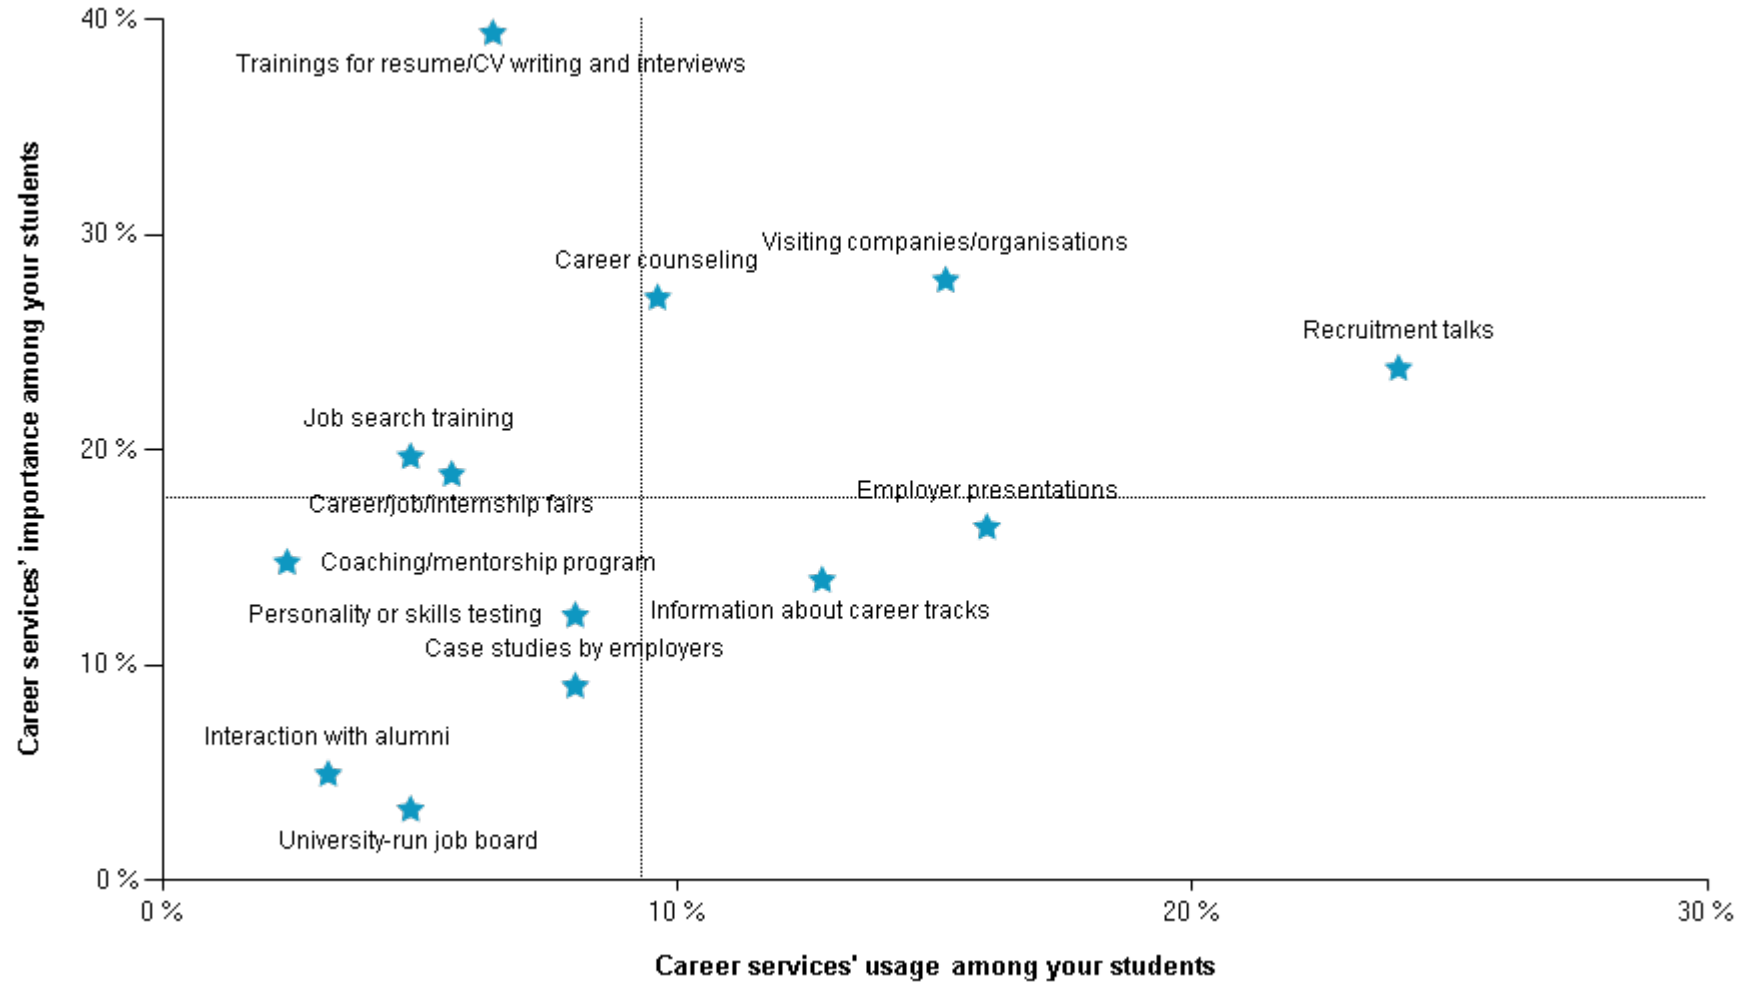 40 %
Trainings for resume/CV writing and interviews
30 %
Visiting companies/organisations
Career counseling
Recruitment talks
Job search training
20 %
Employer presentations
Career/job/internship fairs
Coaching/mentorship program
Personality or skills testing
Information about career tracks
Case studies by employers
10 %
Interaction with alumni
University-run job board
0 %
0 %
10 %
20 %
30 %
Career services' usage among your students
Career services’ importance among your students